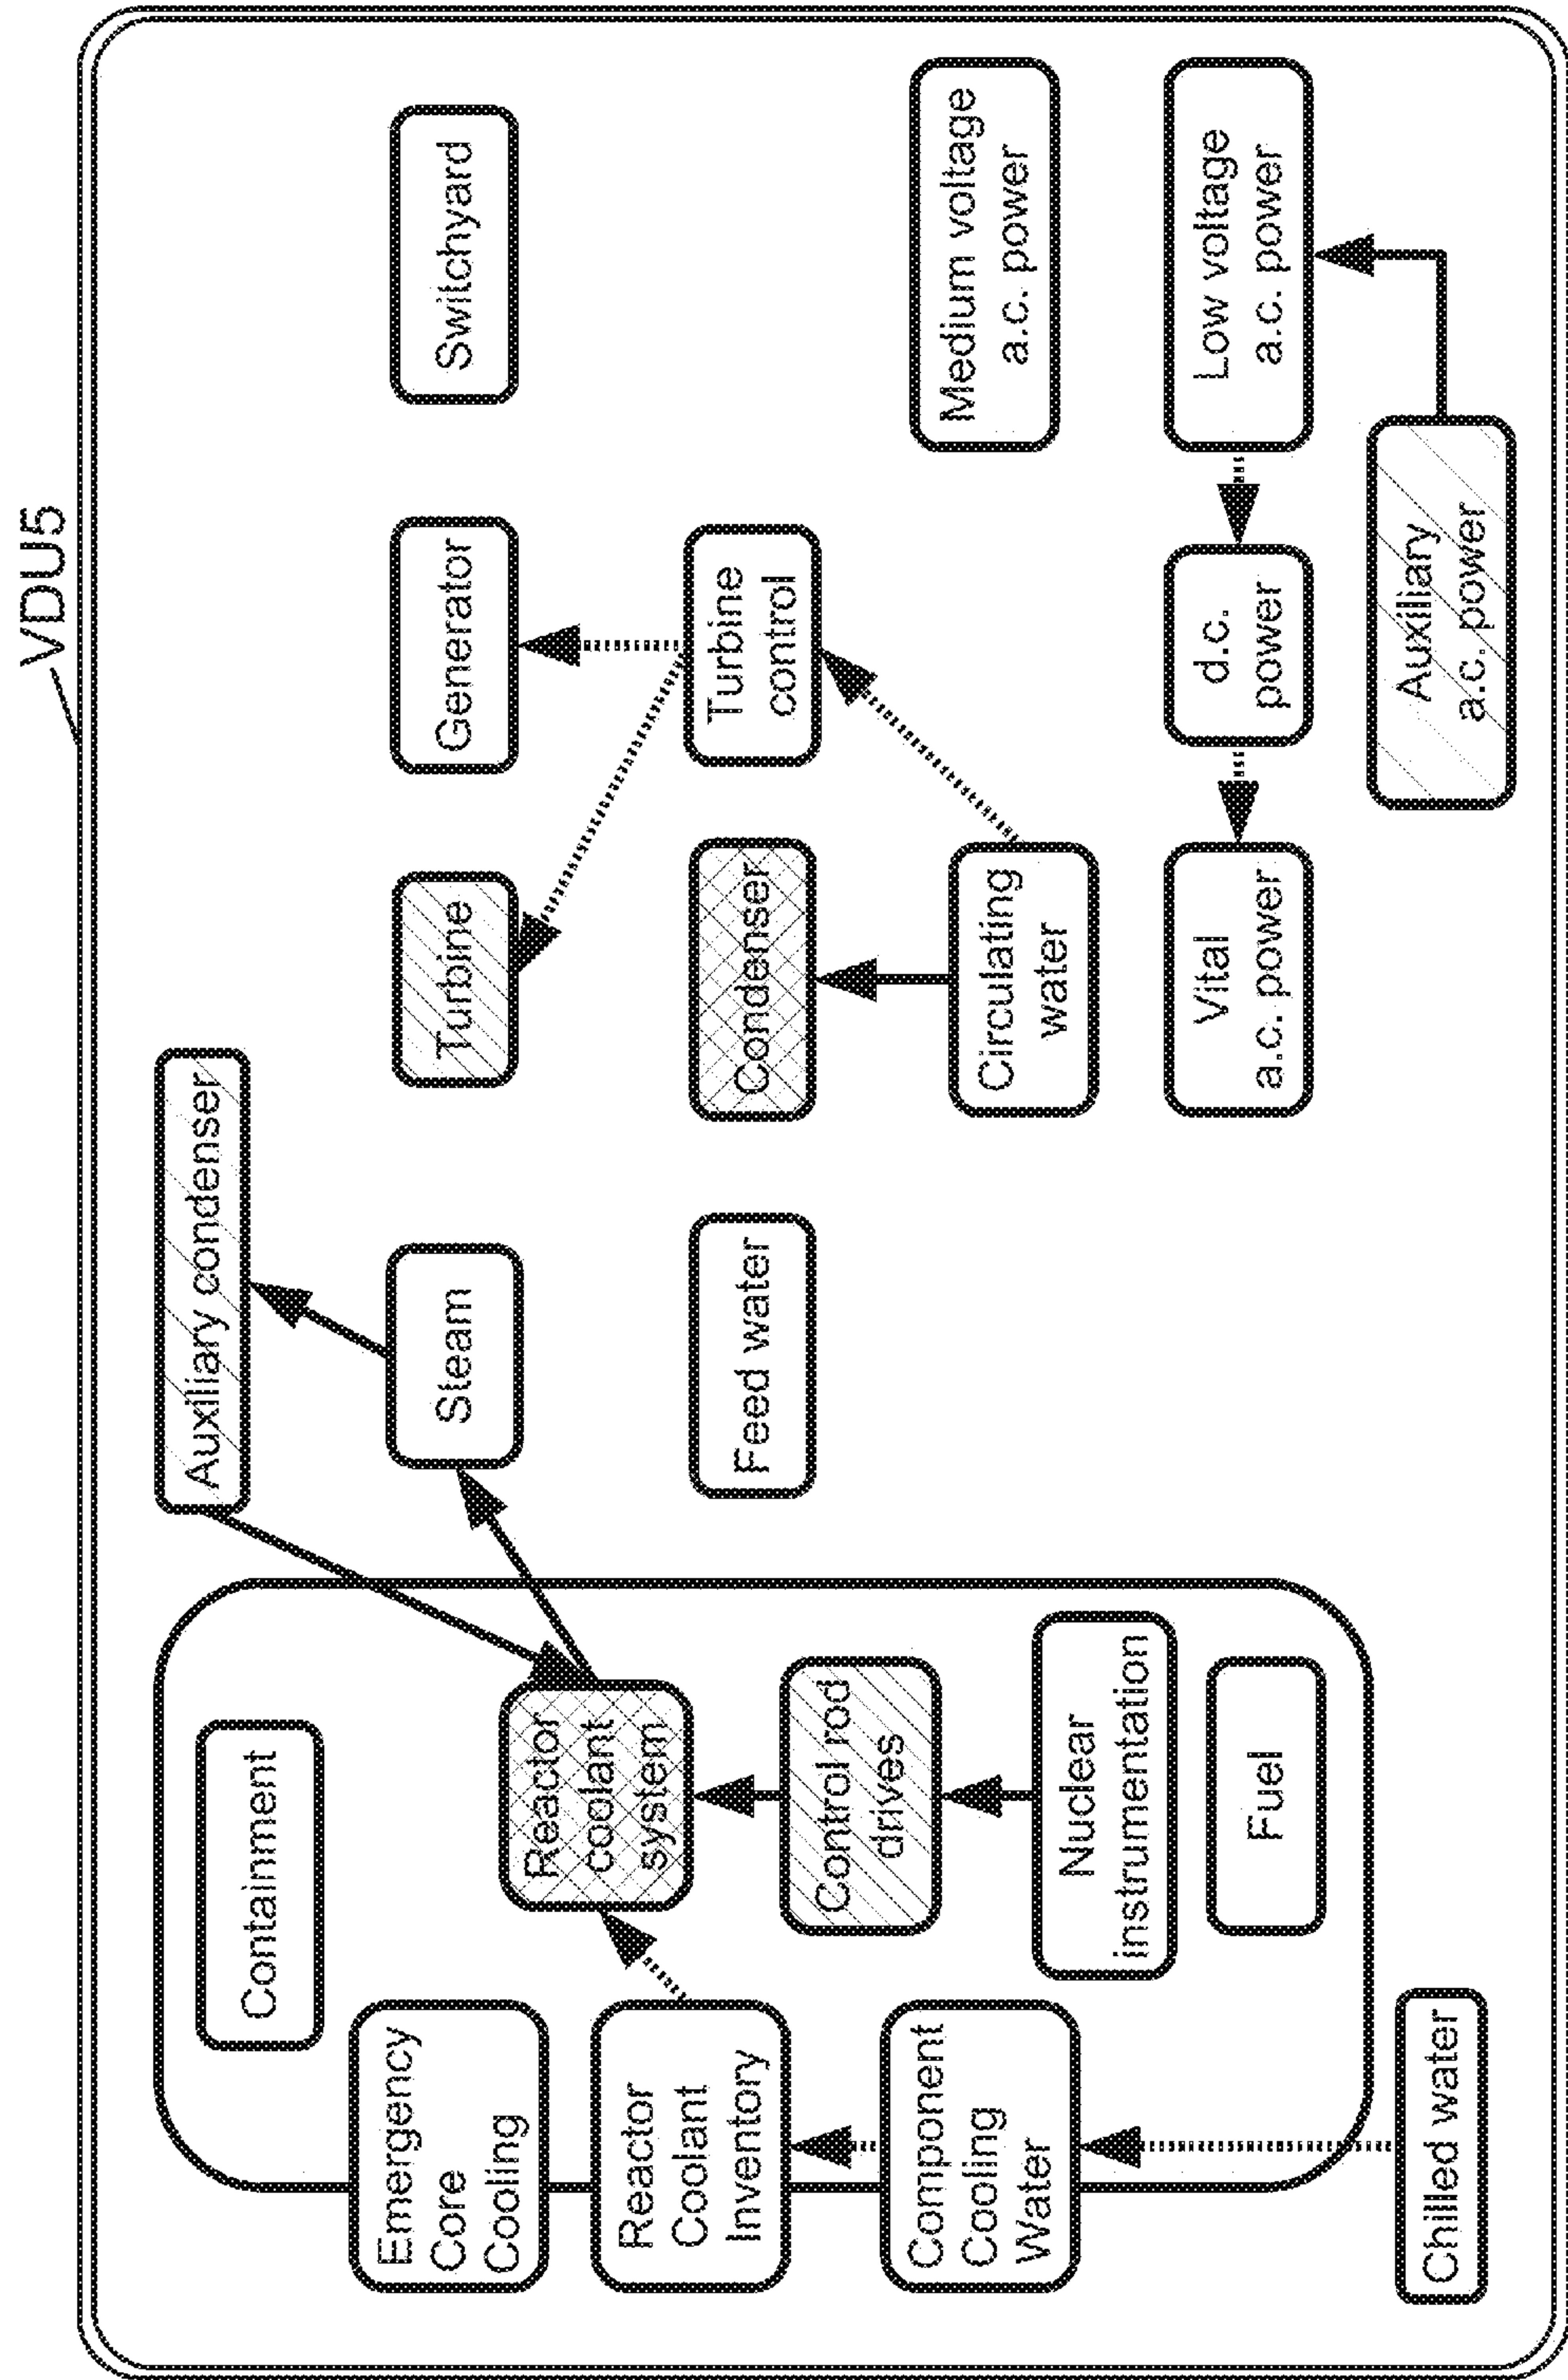 VDU5
Containment
Emergency
Core
Cooling
Reactor
Coolant
Inventory
Component
Cooling
Water
Chilled water
Reactor
coolant
system
Control rod
drives
Nuclear
instrumentation
Fuel
Auxiliary condenser
Steam
Feed water
Turbine
Condenser
Circulating
water
Vital
a.c. power
Generator
Turbine
control
d.c.
power
Auxiliary
a.c. power
Switchyard
Medium voltage
a.c. power
Low voltage
a.c. power